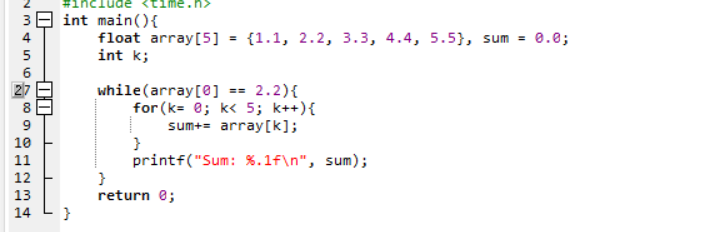 2 #include <time.h>
3 int main(){
4 float array[5] = {1.1, 2.2, 3.3, 4.4, 5.5}, sum = 0.0;
5 int k;
6
27 while(array[0] == 2.2){
8 for(k= 0; k< 5; k++){
9 sum+= array[k];
10 }
11 printf("Sum: %.1f\n", sum);
12 }
13 return 0;
14 }